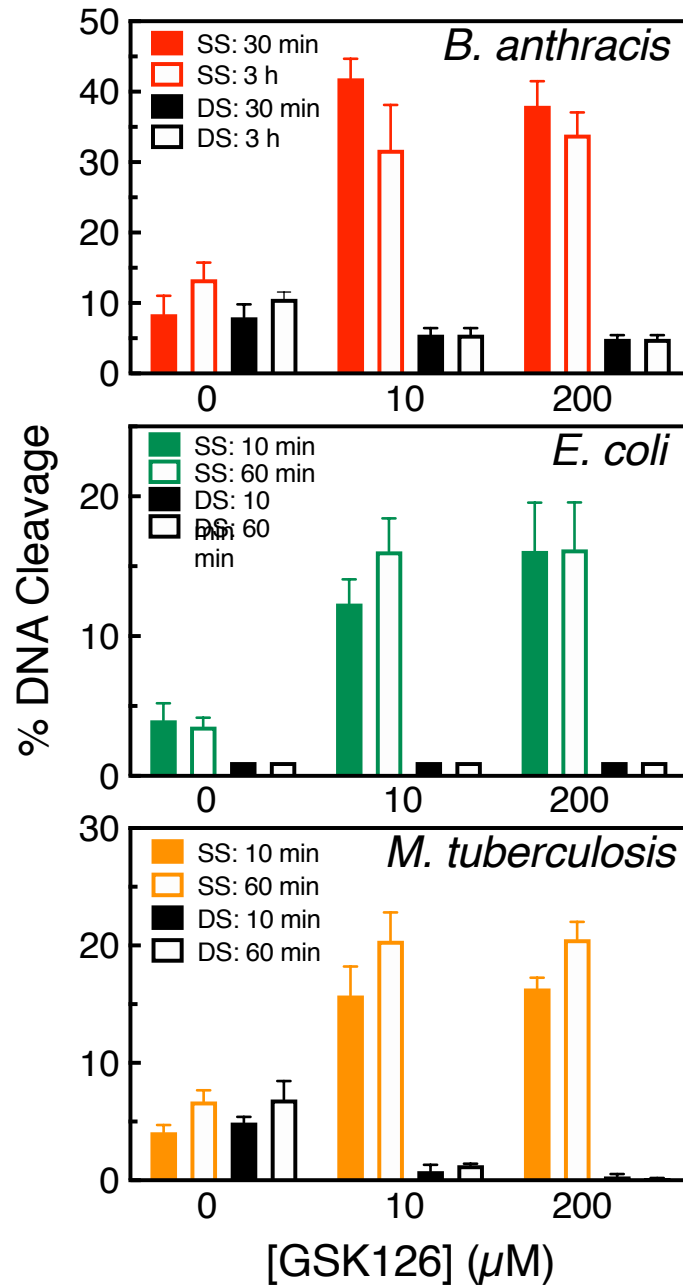 % DNA Cleavage
50
40
30
20
10
0
B. anthracis
SS: 30 min
SS: 3 h
DS: 30 min
DS: 3 h
0 10 200
20
10
0
E. coli
SS: 10 min
SS: 60 min
DS: 10
min
DS: 60
min
0 10 200
30
20
10
0
M. tuberculosis
SS: 10 min
SS: 60 min
DS: 10 min
DS: 60 min
0 10 200
[GSK126] (µM)